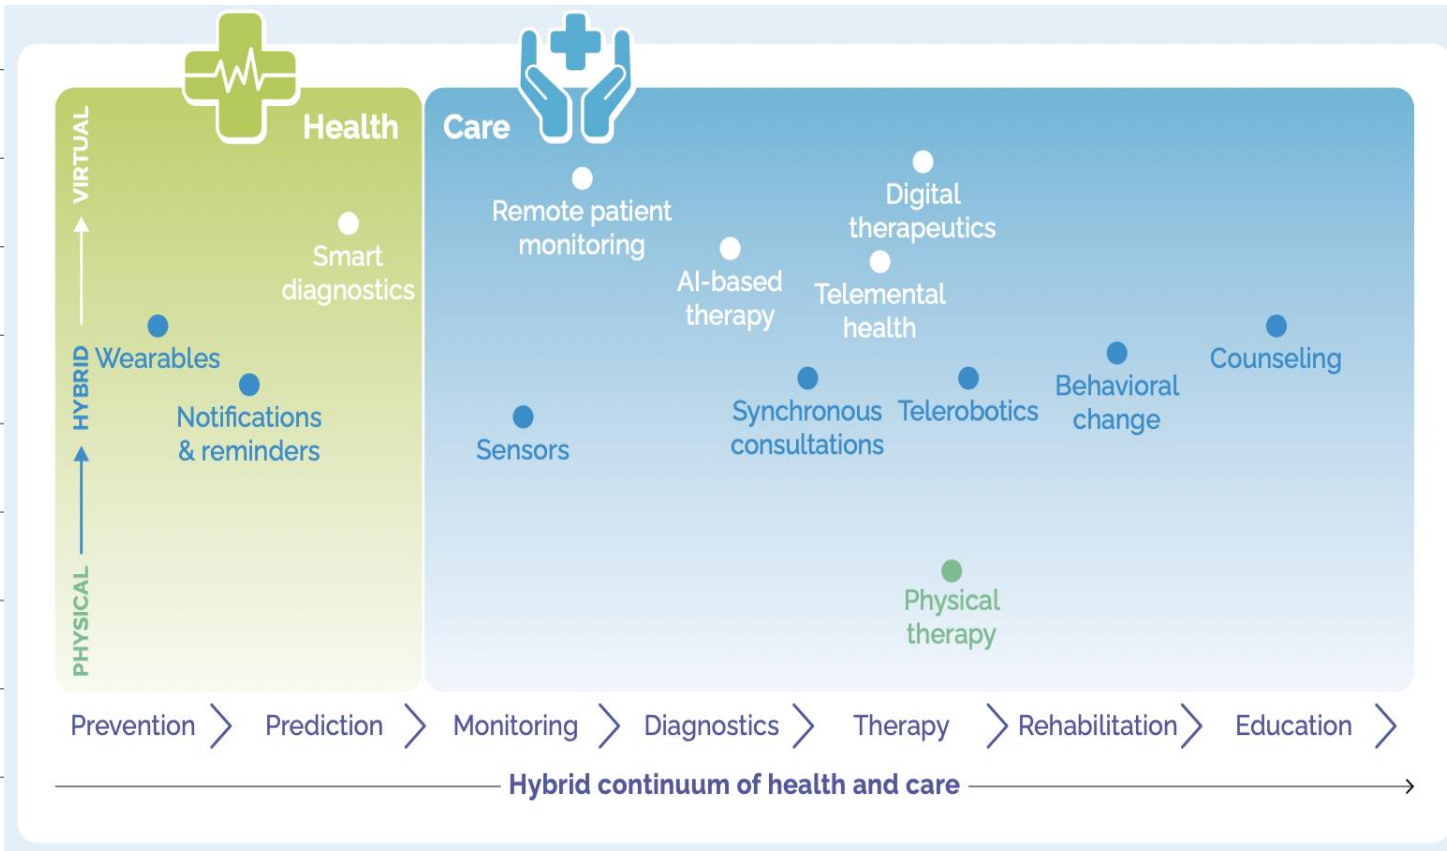 Health
Care
VIRTUAL
HYBRID
PHYSICAL
Smart
diagnostics
Wearables
Notifications
& reminders
Remote patient
monitoring
Digital
therapeutics
AI-based
therapy
Telemental
health
Sensors
Synchronous
consultations
Telerobotics
Behavioral
change
Counseling
Physical
therapy
Prevention
Prediction
Monitoring
Diagnostics
Therapy
Rehabilitation
Education
Hybrid continuum of health and care